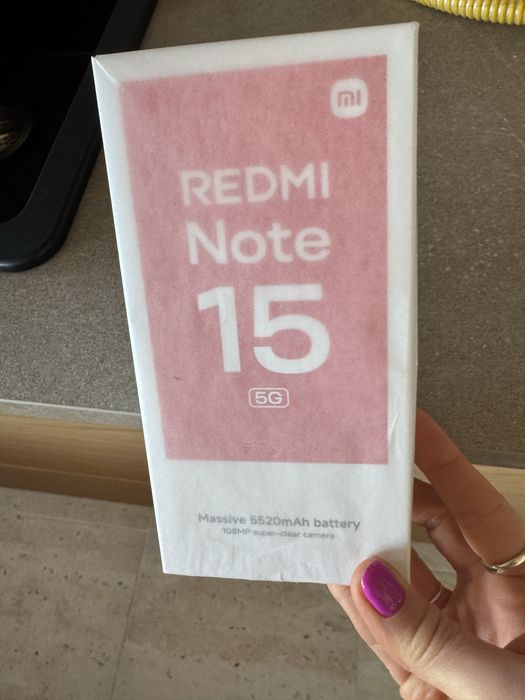 mi
REDMI
Note
15
5G
Massive 5520mAh battery
108MP super-clear camera